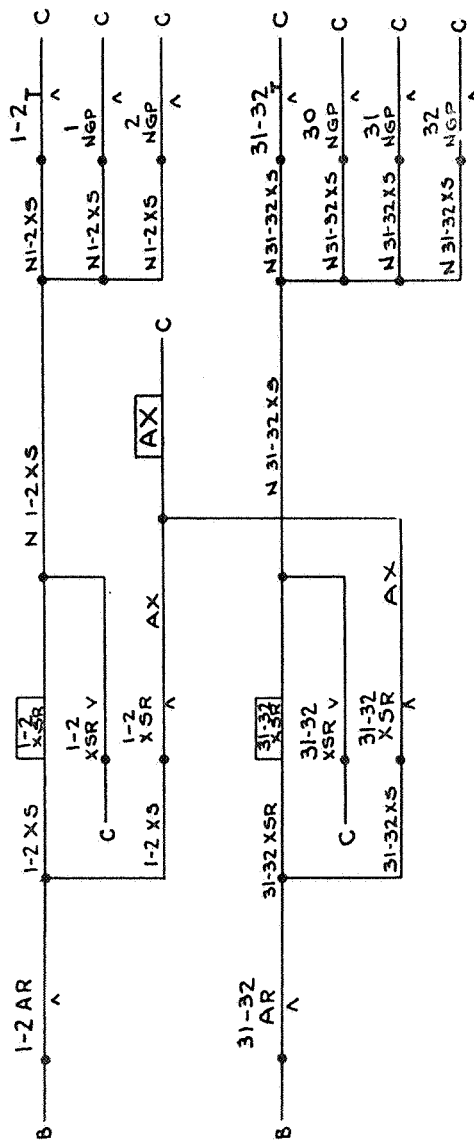 B
1-2 AR
^
1-2 XS
1-2
XSR
N 1-2 XS
N1-2XS
1-2
T
^
C
1-2
XSR V
C
N1-2XS
1
NGP
^
C
1-2 XS
1-2
XSR
^
AX
AX
C
N1-2XS
2
NGP
^
C
B
31-32
AR
^
31-32 XSR
31-32
XSR
N 31-32 XS
N31-32XS
31-32
T
^
C
31-32
XSR V
C
N31-32XS
30
NGP
^
C
31-32XS
31-32
XSR
^
AX
N31-32XS
31
NGP
^
C
N31-32XS
32
NGP
^
C